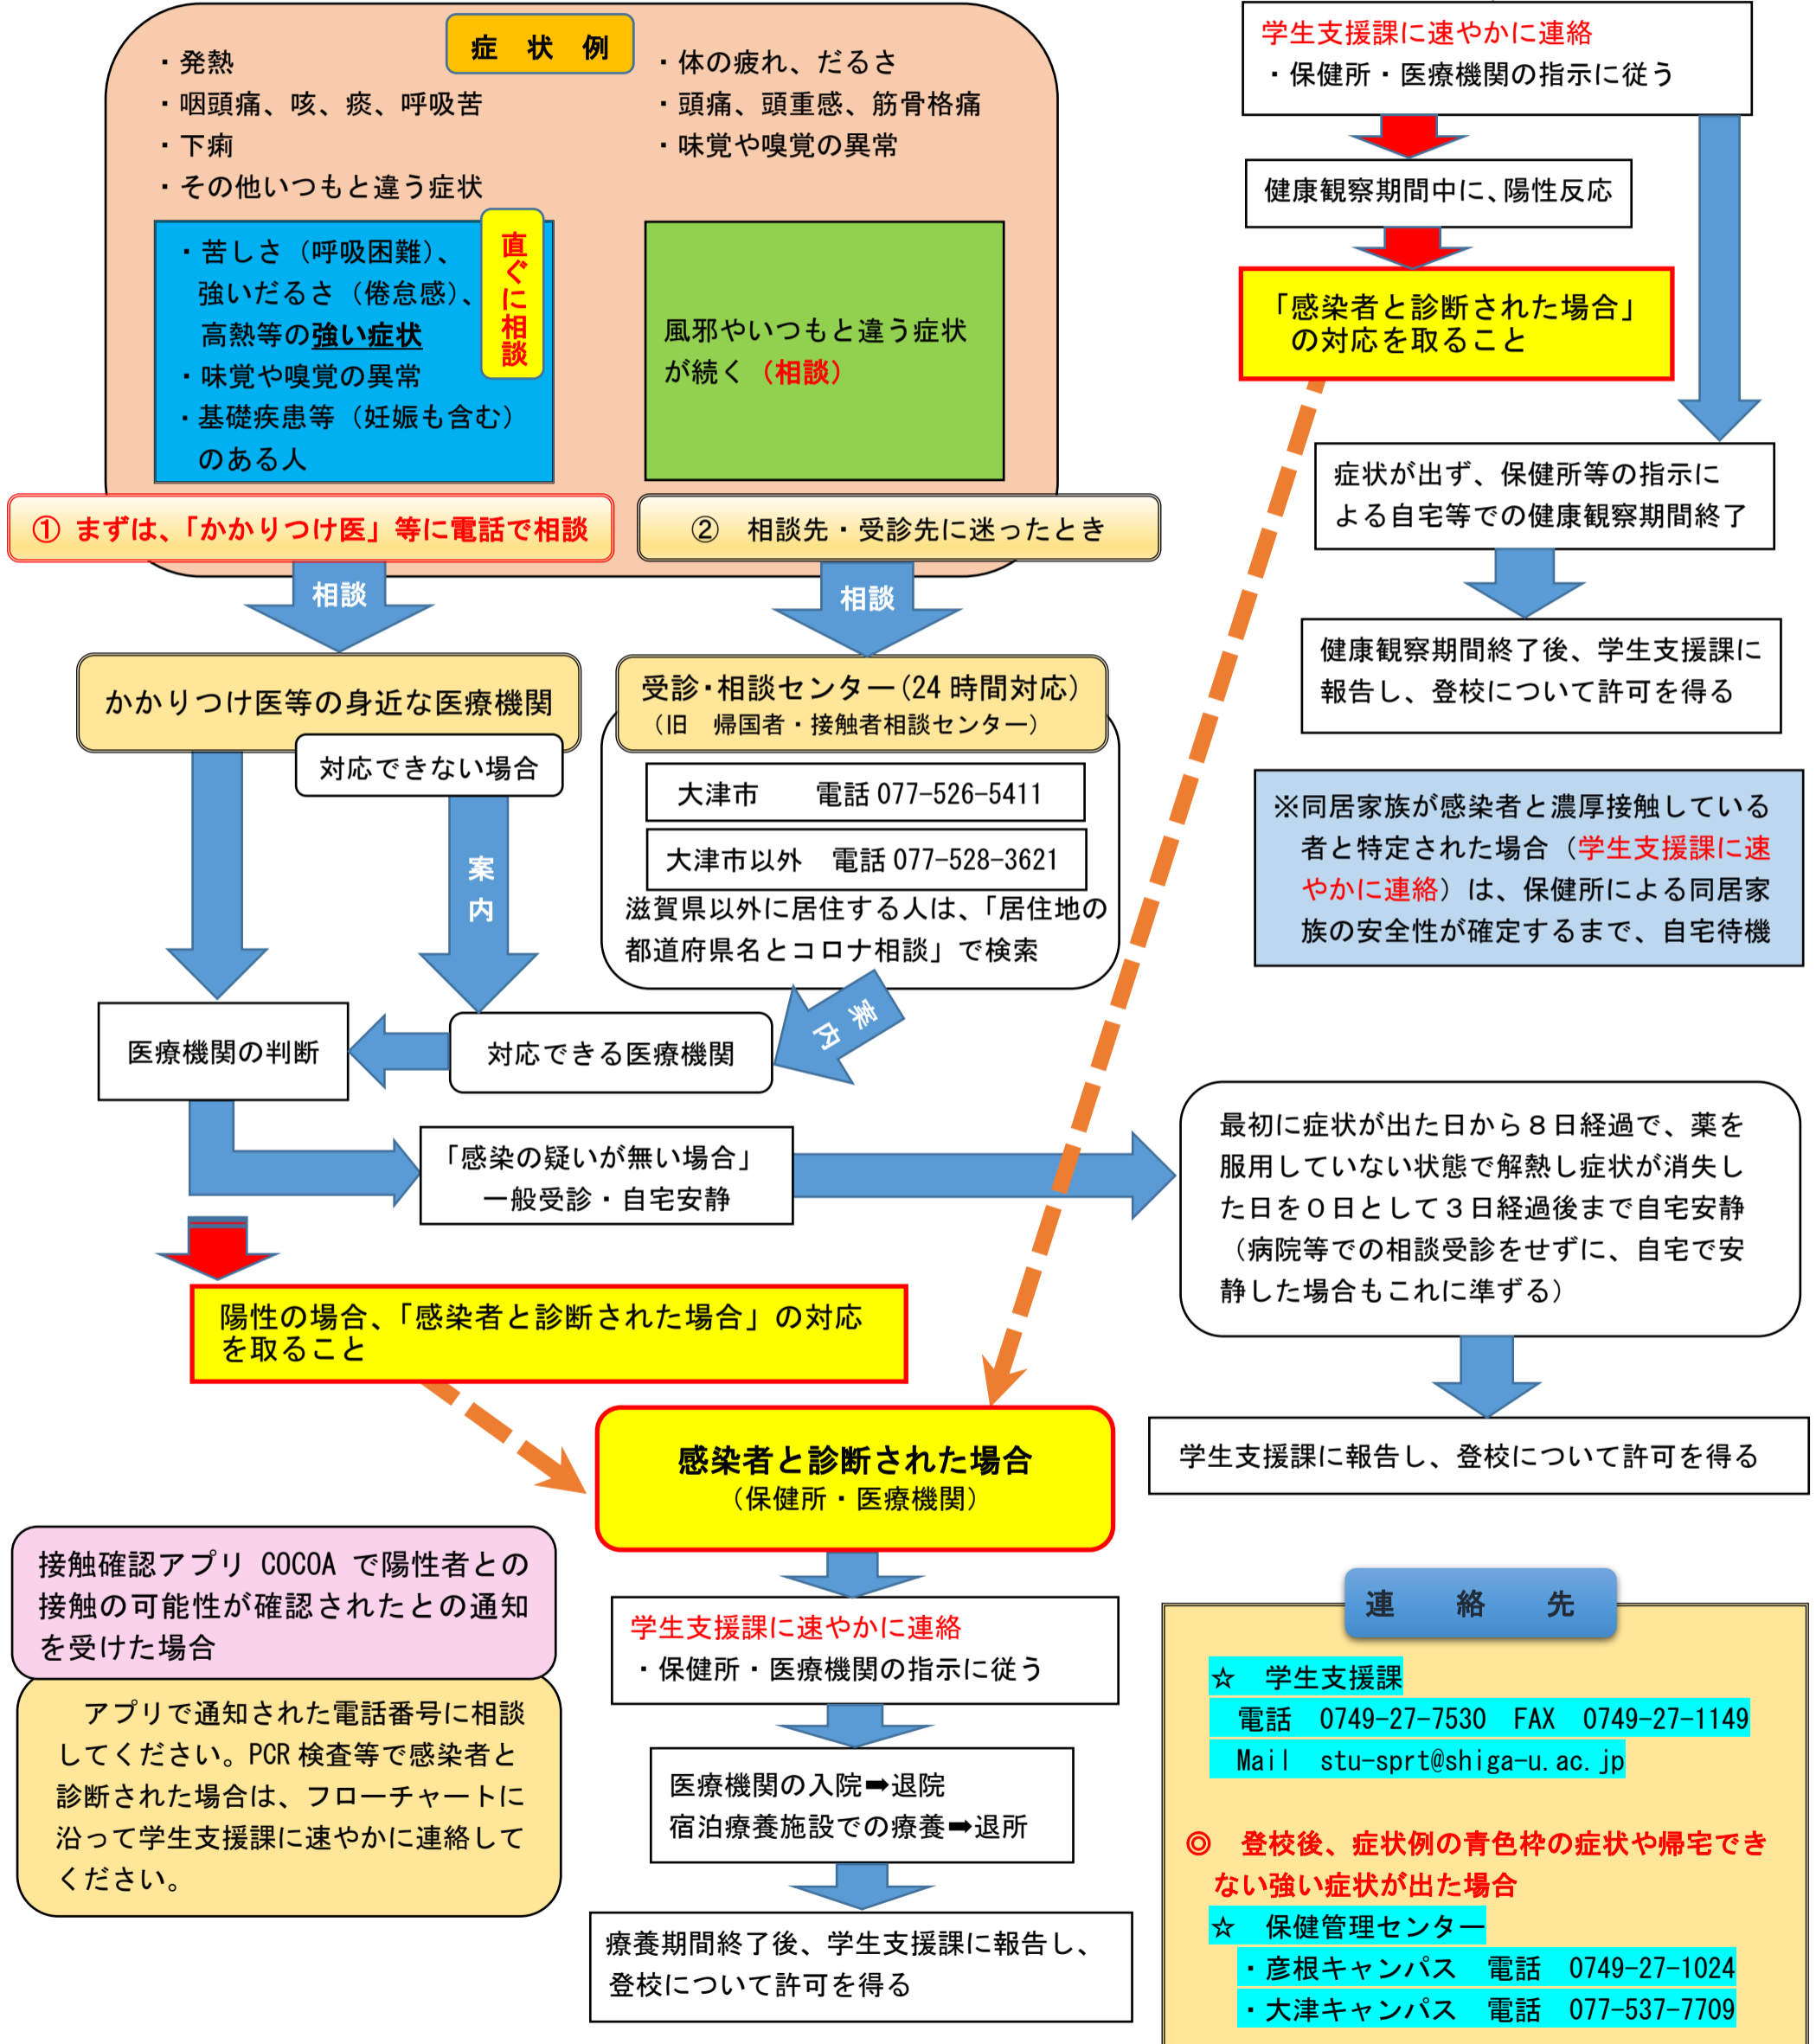 症 状 例
・発熱
・咽頭痛、咳、痰、呼吸苦
・下痢
・その他いつもと違う症状
・体の疲れ、だるさ
・頭痛、頭重感、筋骨格痛
・味覚や嗅覚の異常
・苦しさ（呼吸困難）、
強いだるさ（倦怠感）、
高熱等の強い症状
・味覚や嗅覚の異常
・基礎疾患等（妊娠も含む）
のある人
直ぐに相談
風邪やいつもと違う症状
が続く（相談）
① まずは、「かかりつけ医」等に電話で相談
② 相談先・受診先に迷ったとき
相談
相談
かかりつけ医等の身近な医療機関
対応できない場合
案内
受診・相談センター(24時間対応)
（旧 帰国者・接触者相談センター）
大津市 電話 077-526-5411
大津市以外 電話 077-528-3621
滋賀県以外に居住する人は、「居住地の
都道府県名とコロナ相談」で検索
案内
医療機関の判断
対応できる医療機関
「感染の疑いが無い場合」
一般受診・自宅安静
陽性の場合、「感染者と診断された場合」の対応
を取ること
学生支援課に速やかに連絡
・保健所・医療機関の指示に従う
健康観察期間中に、陽性反応
「感染者と診断された場合」
の対応を取ること
症状が出ず、保健所等の指示に
よる自宅等での健康観察期間終了
健康観察期間終了後、学生支援課に
報告し、登校について許可を得る
※同居家族が感染者と濃厚接触している
者と特定された場合（学生支援課に速
やかに連絡）は、保健所による同居家
族の安全性が確定するまで、自宅待機
最初に症状が出た日から８日経過で、薬を
服用していない状態で解熱し症状が消失し
た日を０日として３日経過後まで自宅安静
（病院等での相談受診をせずに、自宅で安
静した場合もこれに準ずる）
学生支援課に報告し、登校について許可を得る
感染者と診断された場合
（保健所・医療機関）
学生支援課に速やかに連絡
・保健所・医療機関の指示に従う
医療機関の入院➡退院
宿泊療養施設での療養➡退所
療養期間終了後、学生支援課に報告し、
登校について許可を得る
接触確認アプリ COCOA で陽性者との
接触の可能性が確認されたとの通知
を受けた場合
アプリで通知された電話番号に相談
してください。PCR 検査等で感染者と
診断された場合は、フローチャートに
沿って学生支援課に速やかに連絡して
ください。
連 絡 先
☆ 学生支援課
電話 0749-27-7530 FAX 0749-27-1149
Mail stu-sprt@shiga-u.ac.jp
◎ 登校後、症状例の青色枠の症状や帰宅でき
ない強い症状が出た場合
☆ 保健管理センター
・彦根キャンパス 電話 0749-27-1024
・大津キャンパス 電話 077-537-7709